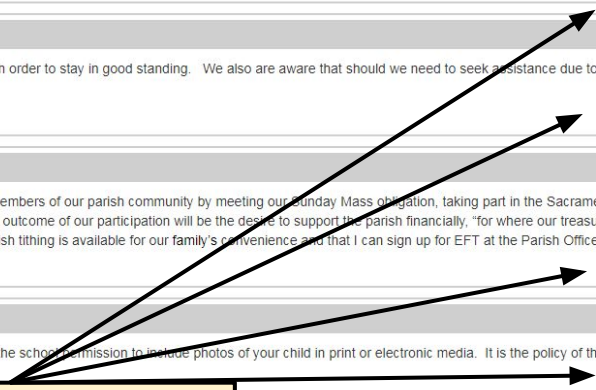 n order to stay in good standing. We also are aware that should we need to seek assistance due to
embers of our parish community by meeting our Sunday Mass obligation, taking part in the Sacrame
outcome of our participation will be the desire to support the parish financially, “for where our treasu
sh tithing is available for our family's convenience and that I can sign up for EFT at the Parish Office
he school permission to include photos of your child in print or electronic media. It is the policy of th